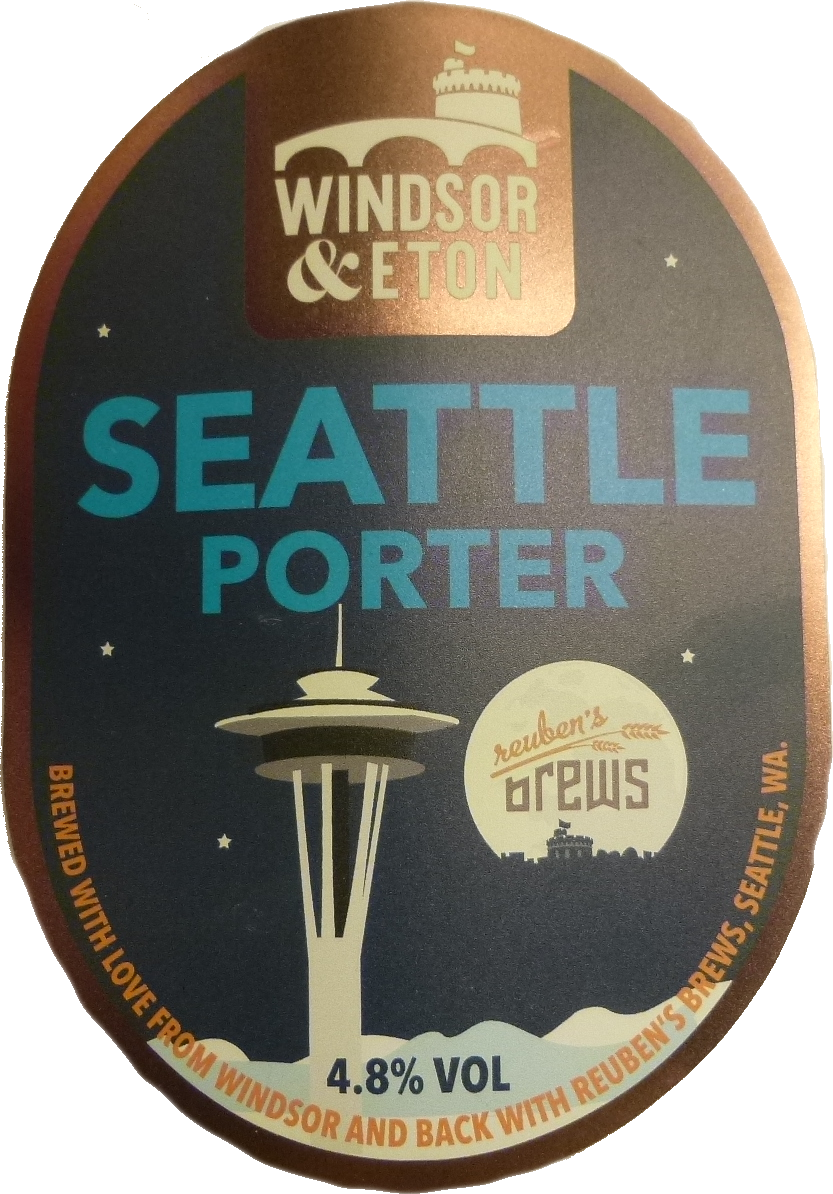 WINDSOR
& ETON
SEATTLE
PORTER
reuben's
brews
4.8% VOL
BREWED WITH LOVE FROM WINDSOR AND BACK WITH REUBEN'S BREWS, SEATTLE, WA.